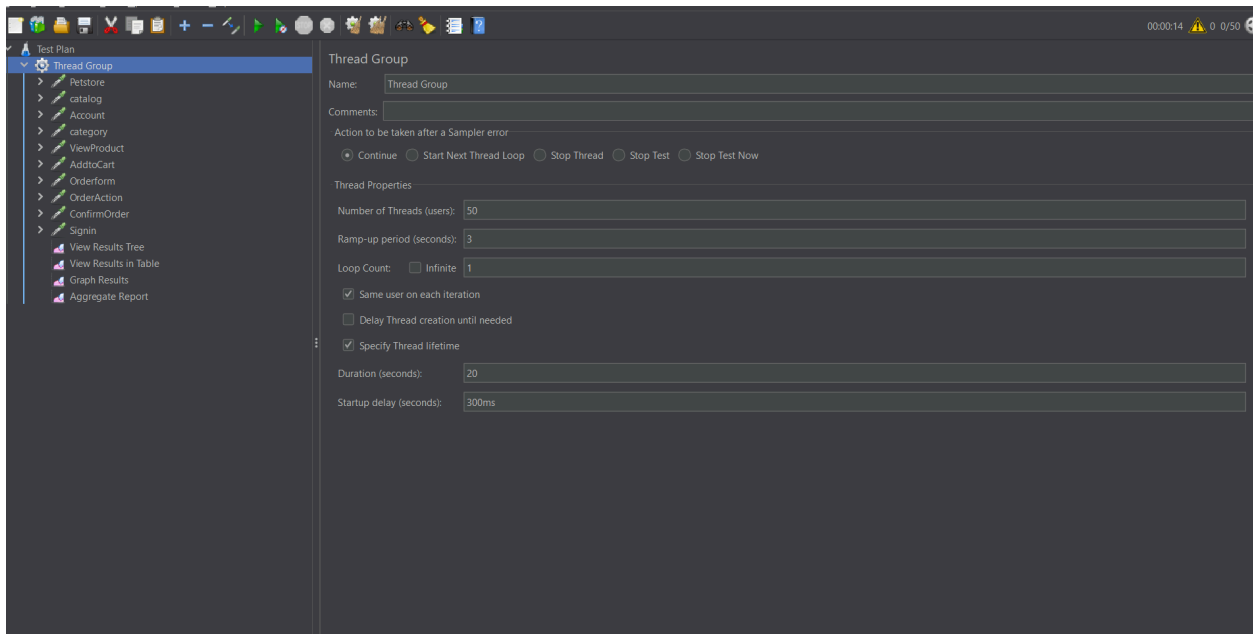 00:00:14 0 0/50
Test Plan
Thread Group
Petstore
catalog
Account
category
ViewProduct
AddtoCart
Orderform
OrderAction
ConfirmOrder
Signin
View Results Tree
View Results in Table
Graph Results
Aggregate Report
Thread Group
Name: Thread Group
Comments:
Action to be taken after a Sampler error
Continue Start Next Thread Loop Stop Thread Stop Test Stop Test Now
Thread Properties
Number of Threads (users): 50
Ramp-up period (seconds): 3
Loop Count: Infinite 1
Same user on each iteration
Delay Thread creation until needed
Specify Thread lifetime
Duration (seconds): 20
Startup delay (seconds): 300ms